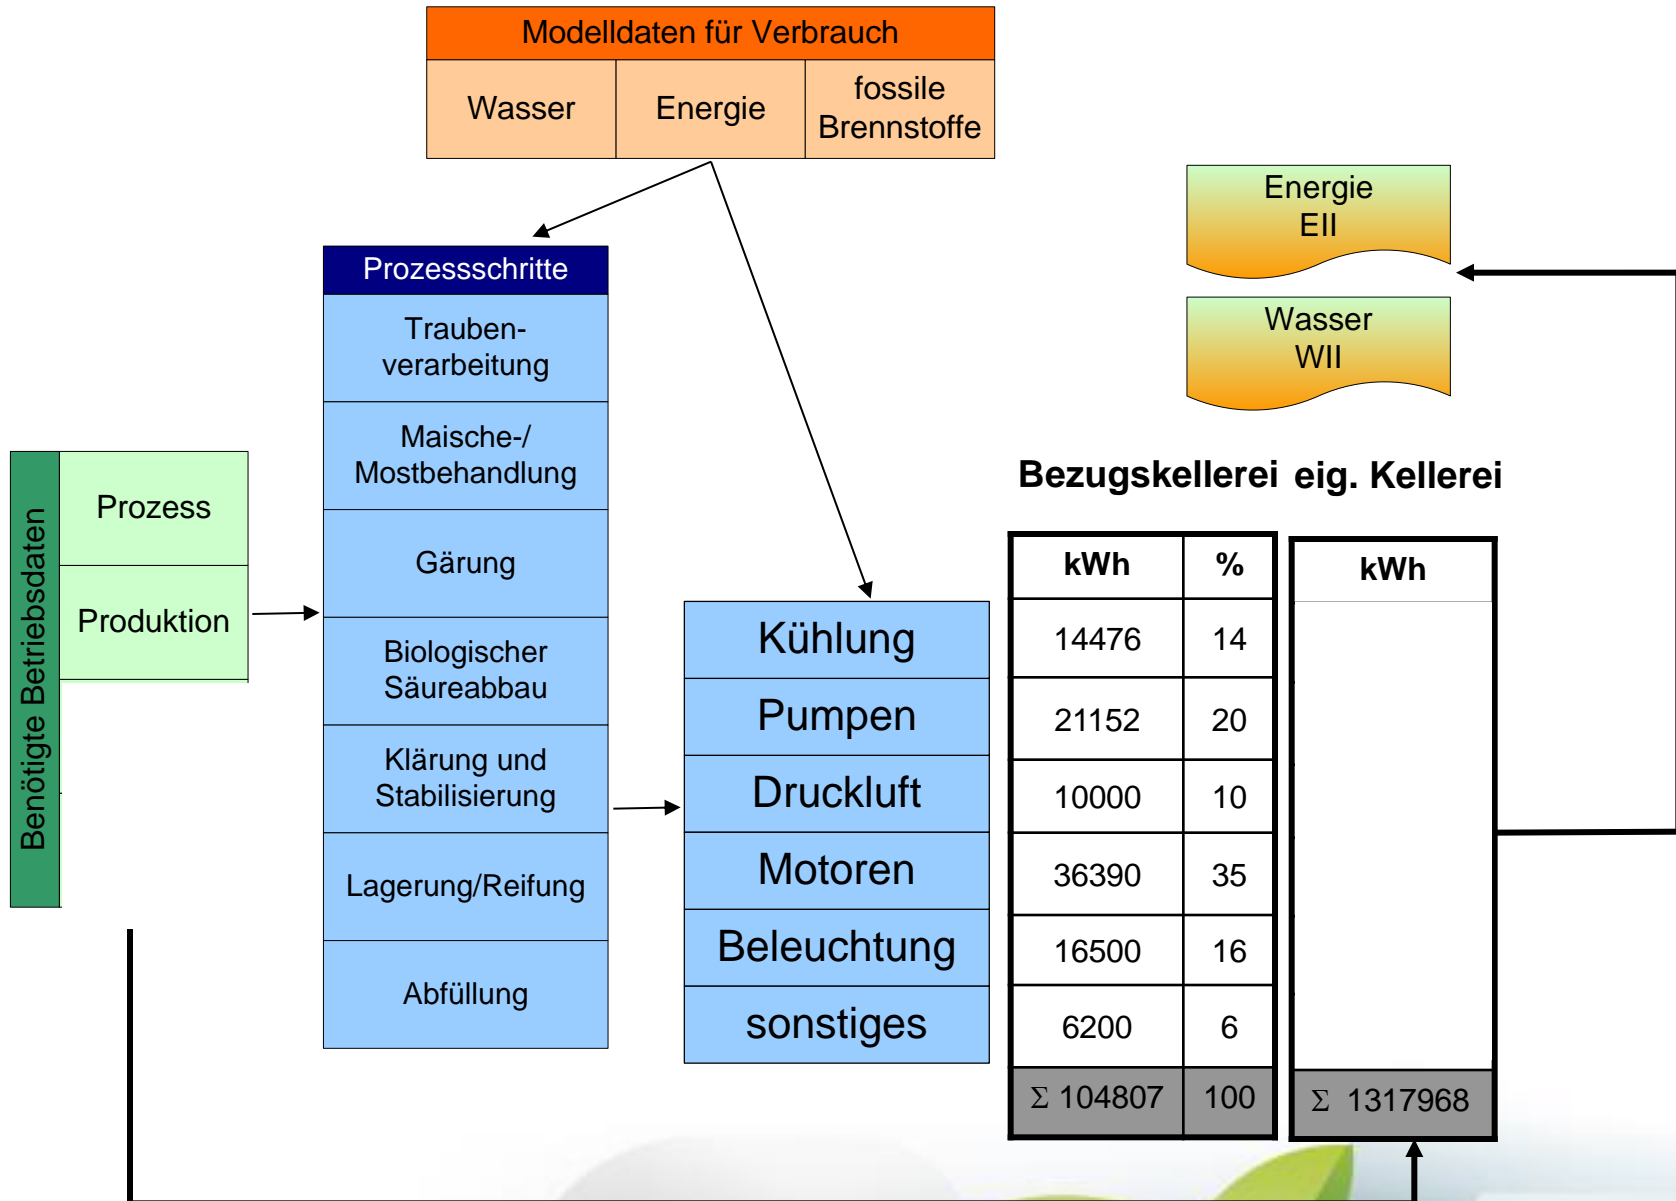 Modelldaten für Verbrauch
Wasser
Energie
fossile
Brennstoffe
Energie
EII
Wasser
WII
Prozessschritte
Trauben-
verarbeitung
Maische-/
Mostbehandlung
Gärung
Biologischer
Säureabbau
Klärung und
Stabilisierung
Lagerung/Reifung
Abfüllung
Benötigte Betriebsdaten
Prozess
Produktion
Bezugskellerei eig. Kellerei
kWh % kWh
Kühlung 14476 14
Pumpen 21152 20
Druckluft 10000 10
Motoren 36390 35
Beleuchtung 16500 16
sonstiges 6200 6
Σ 104807 100 Σ 1317968